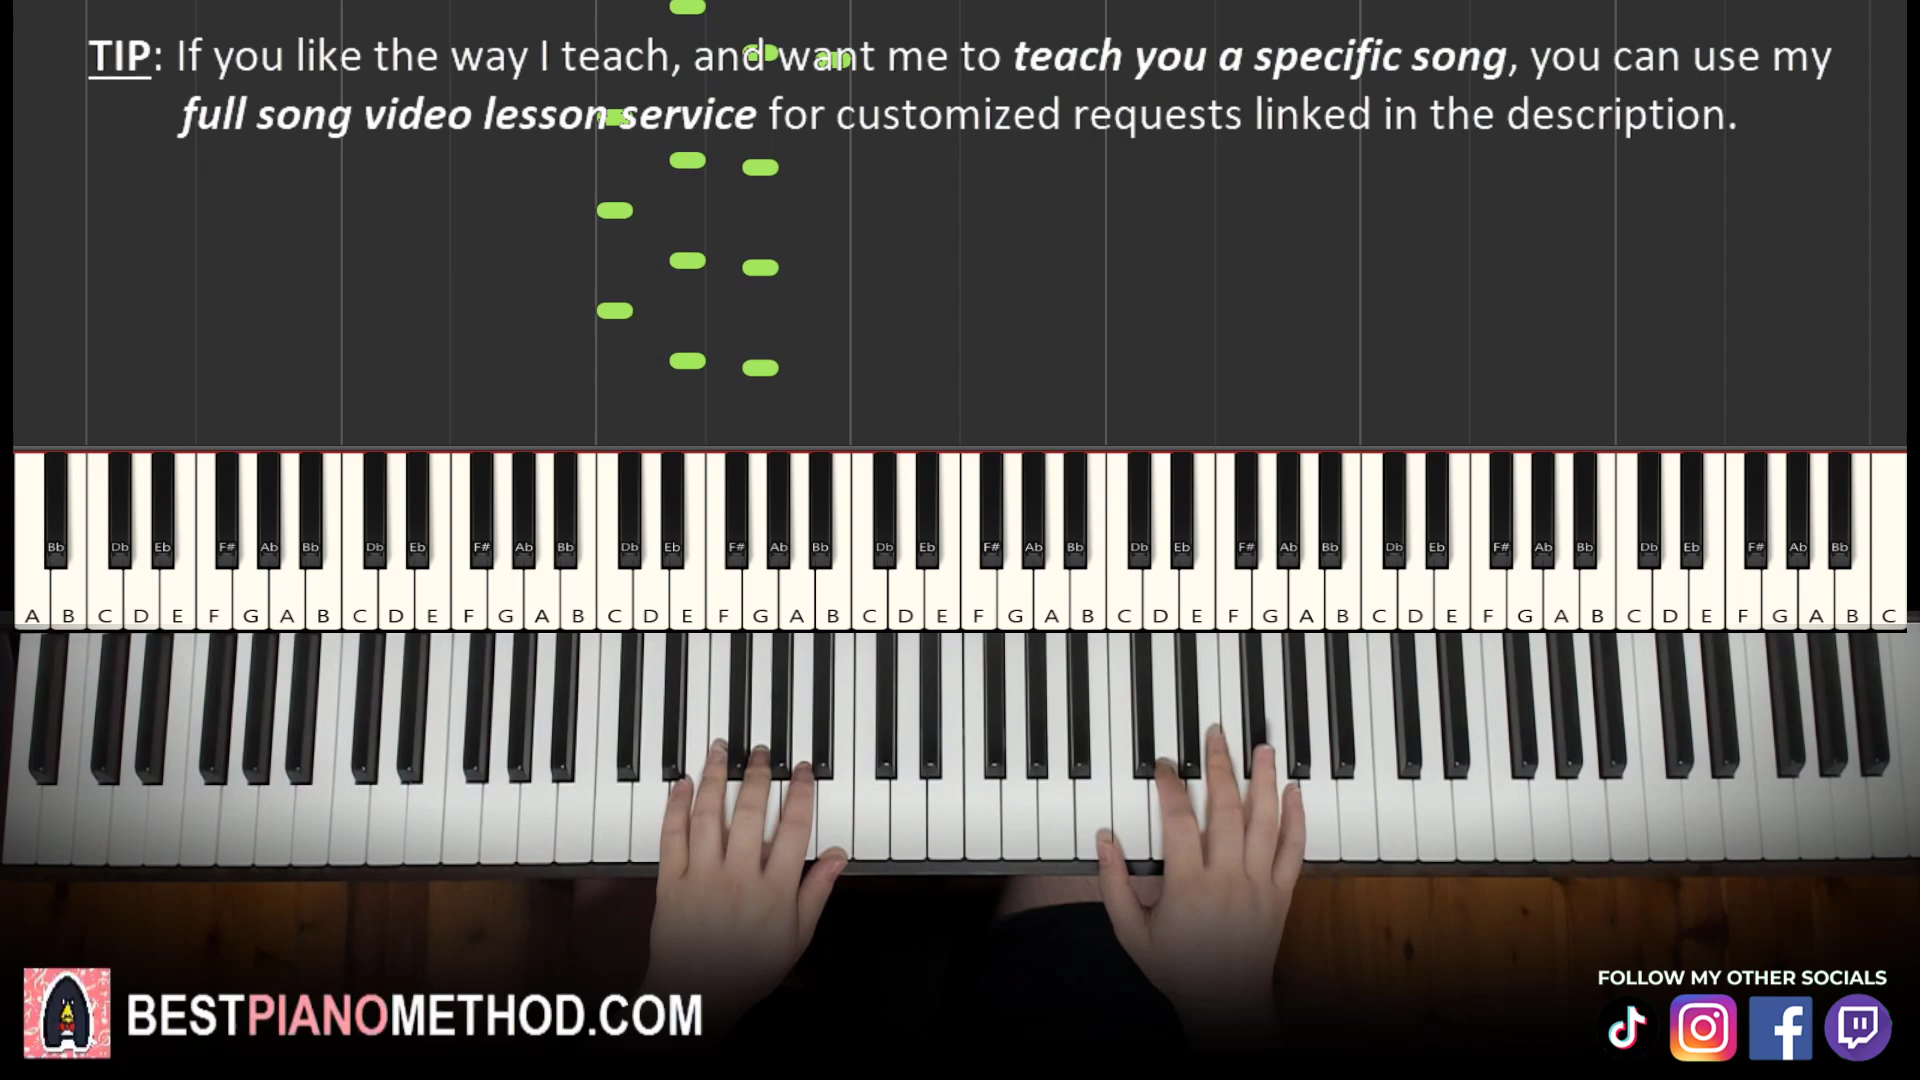 TIP: If you like the way I teach, and want me to teach you a specific song, you can use my
full song video lesson service for customized requests linked in the description.
Bb Db Eb F# Ab Bb Db Eb F# Ab Bb Db Eb F# Ab Bb Db Eb F# Ab Bb Db Eb F# Ab Bb Db Eb F# Ab Bb Db Eb F# Ab Bb
A B C D E F G A B C D E F G A B C D E F G A B C D E F G A B C D E F G A B C D E F G A B C D E F G A B C
FOLLOW MY OTHER SOCIALS
BESTPIANOMETHOD.COM